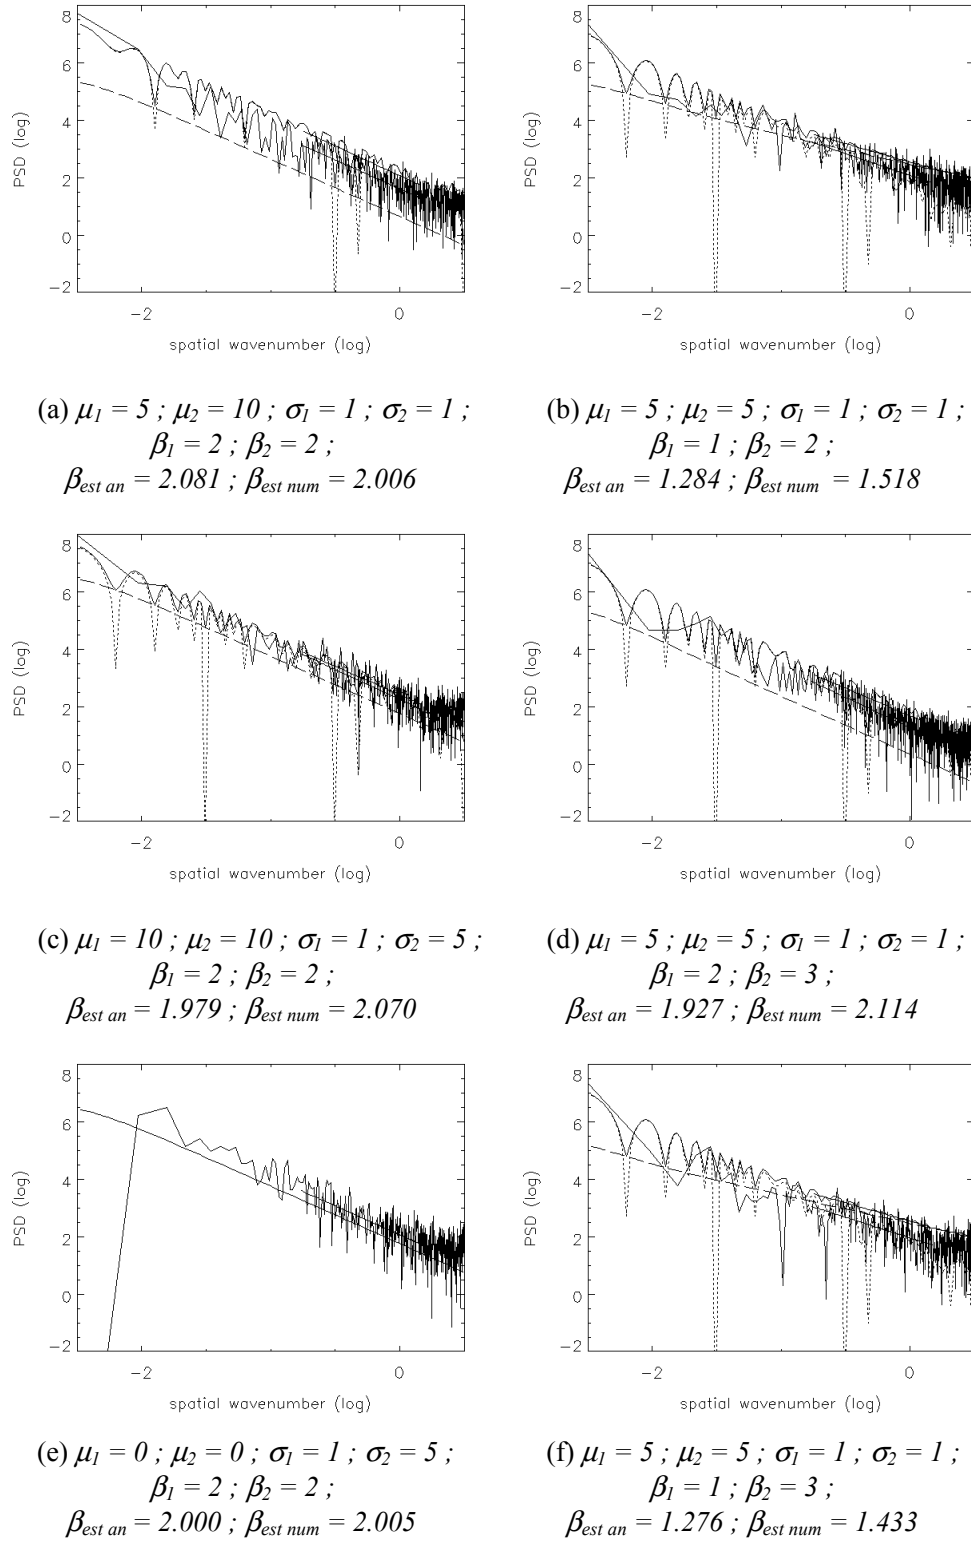 8
6
4
2
0
−2
PSD (log)
−2 0
spatial wavenumber (log)
8
6
4
2
0
−2
PSD (log)
−2 0
spatial wavenumber (log)
(a) μ1 = 5 ; μ2 = 10 ; σ1 = 1 ; σ2 = 1 ;
β1 = 2 ; β2 = 2 ;
βest an = 2.081 ; βest num = 2.006
(b) μ1 = 5 ; μ2 = 5 ; σ1 = 1 ; σ2 = 1 ;
β1 = 1 ; β2 = 2 ;
βest an = 1.284 ; βest num = 1.518
8
6
4
2
0
−2
PSD (log)
−2 0
spatial wavenumber (log)
8
6
4
2
0
−2
PSD (log)
−2 0
spatial wavenumber (log)
(c) μ1 = 10 ; μ2 = 10 ; σ1 = 1 ; σ2 = 5 ;
β1 = 2 ; β2 = 2 ;
βest an = 1.979 ; βest num = 2.070
(d) μ1 = 5 ; μ2 = 5 ; σ1 = 1 ; σ2 = 1 ;
β1 = 2 ; β2 = 3 ;
βest an = 1.927 ; βest num = 2.114
8
6
4
2
0
−2
PSD (log)
−2 0
spatial wavenumber (log)
8
6
4
2
0
−2
PSD (log)
−2 0
spatial wavenumber (log)
(e) μ1 = 0 ; μ2 = 0 ; σ1 = 1 ; σ2 = 5 ;
β1 = 2 ; β2 = 2 ;
βest an = 2.000 ; βest num = 2.005
(f) μ1 = 5 ; μ2 = 5 ; σ1 = 1 ; σ2 = 1 ;
β1 = 1 ; β2 = 3 ;
βest an = 1.276 ; βest num = 1.433